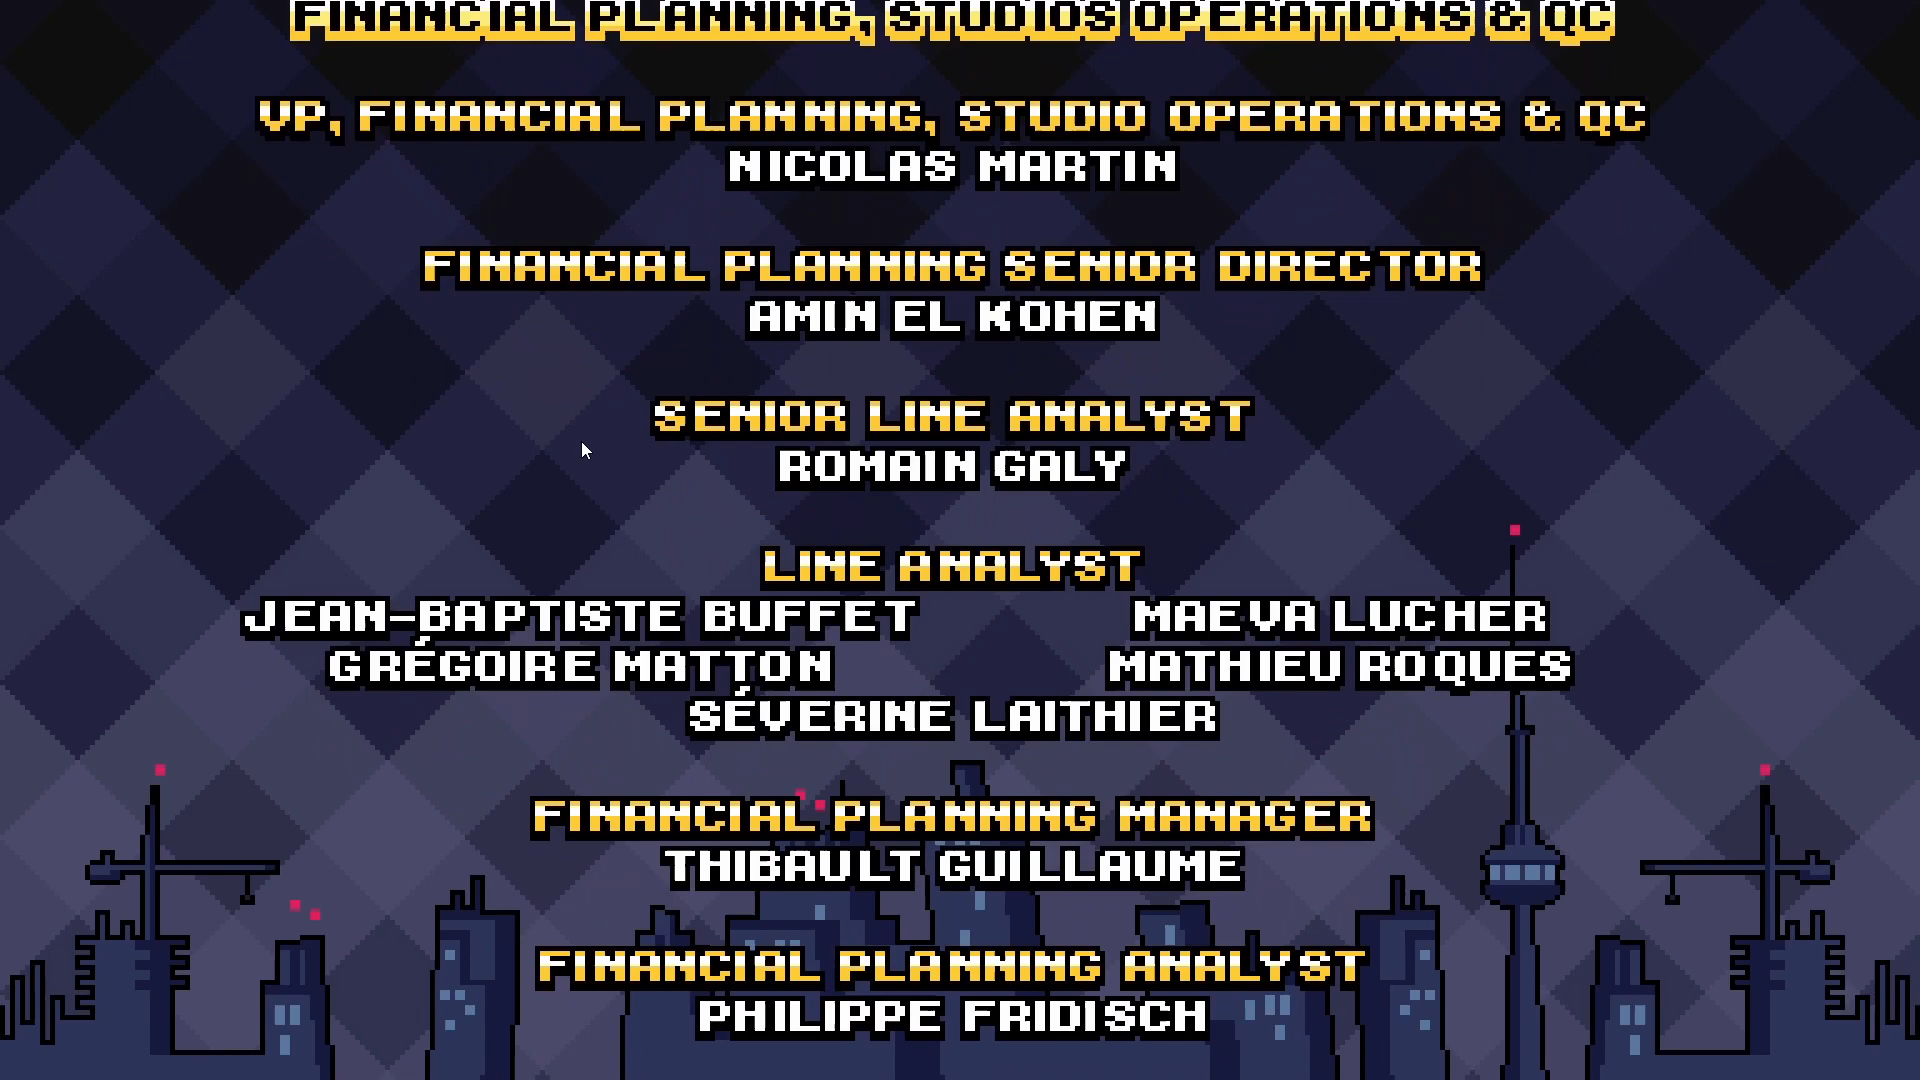 FINANCIAL PLANNING, STUDIOS OPERATIONS & QC
VP, FINANCIAL PLANNING, STUDIO OPERATIONS & QC
NICOLAS MARTIN
FINANCIAL PLANNING SENIOR DIRECTOR
AMIN EL KOHEN
SENIOR LINE ANALYST
ROMAIN GALY
LINE ANALYST
JEAN-BAPTISTE BUFFET MAEVA LUCHER
GRÉGOIRE MATTON MATHIEU ROQUES
SÉVERINE LAITHIER
FINANCIAL PLANNING MANAGER
THIBAULT GUILLAUME
FINANCIAL PLANNING ANALYST
PHILIPPE FRIDISCH